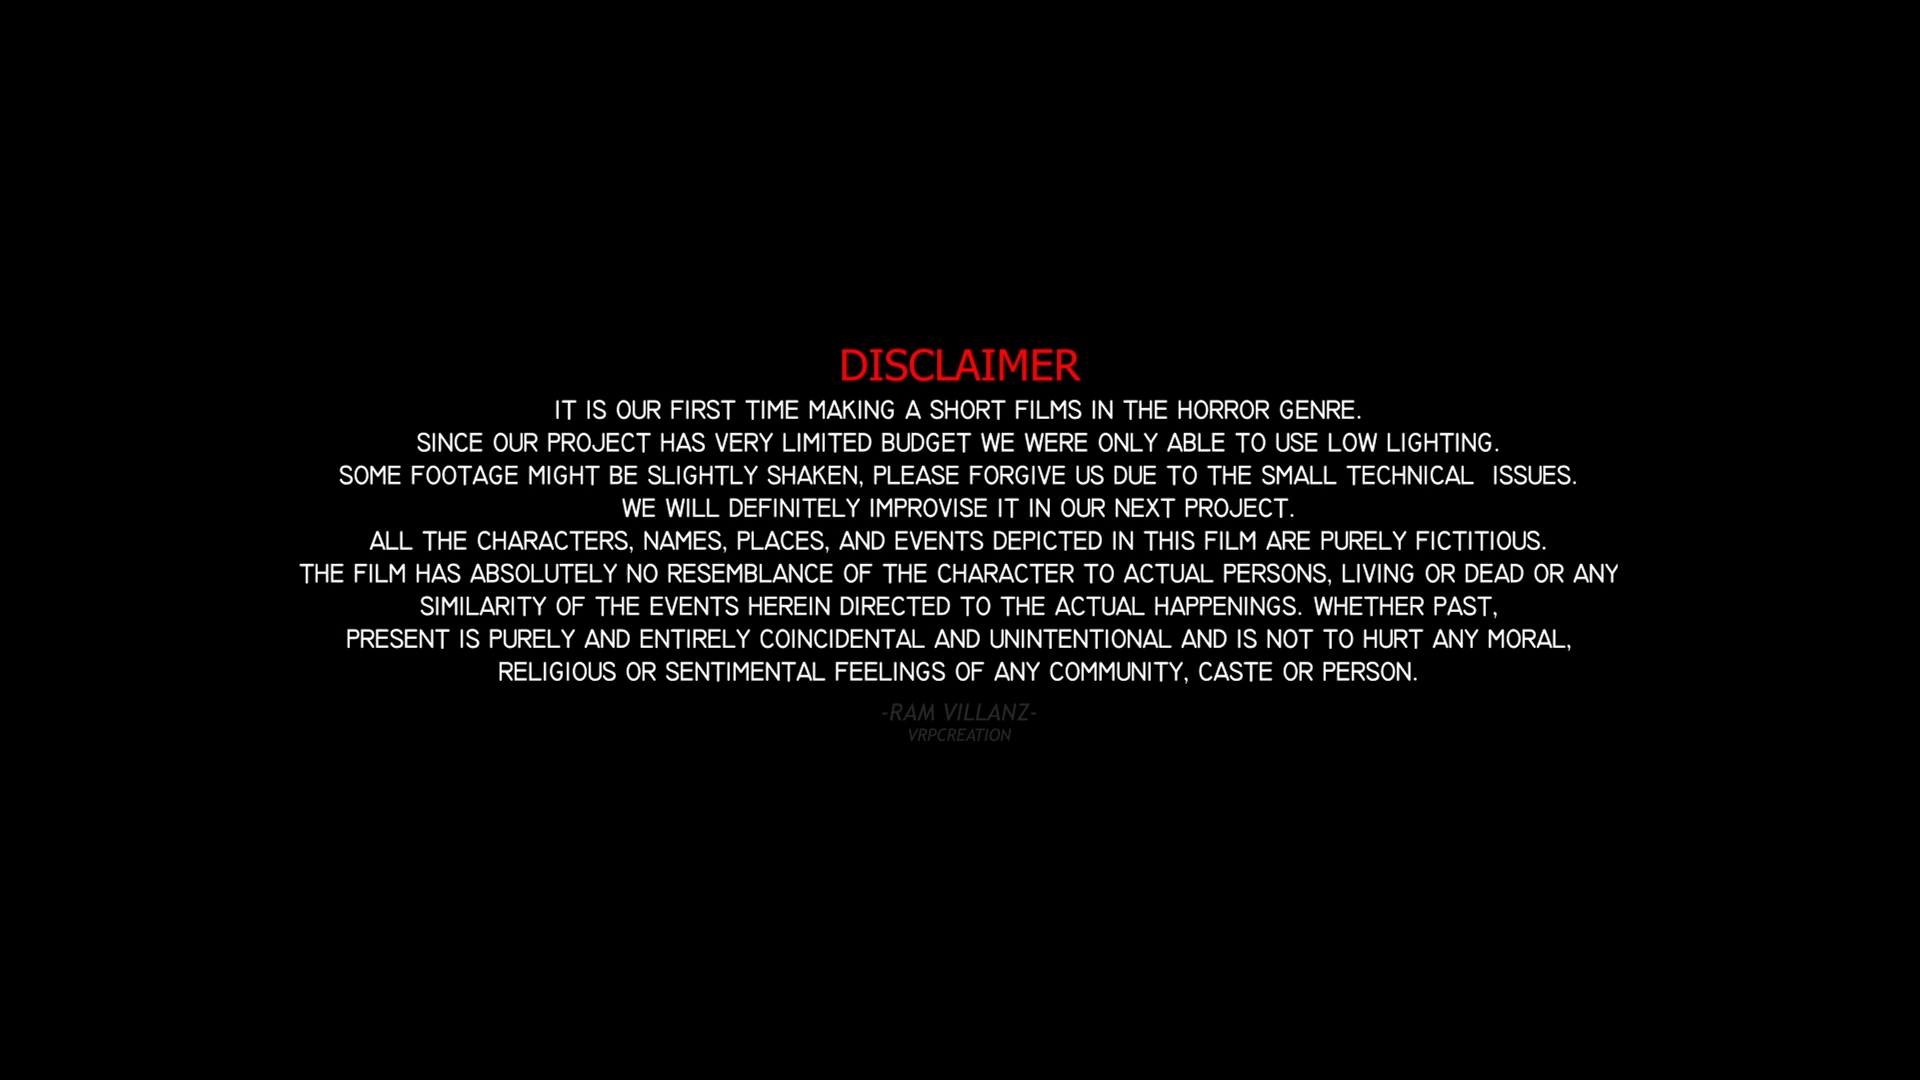 DISCLAIMER
IT IS OUR FIRST TIME MAKING A SHORT FILMS IN THE HORROR GENRE.
SINCE OUR PROJECT HAS VERY LIMITED BUDGET WE WERE ONLY ABLE TO USE LOW LIGHTING.
SOME FOOTAGE MIGHT BE SLIGHTLY SHAKEN, PLEASE FORGIVE US DUE TO THE SMALL TECHNICAL  ISSUES.
WE WILL DEFINITELY IMPROVISE IT IN OUR NEXT PROJECT.
ALL THE CHARACTERS, NAMES, PLACES, AND EVENTS DEPICTED IN THIS FILM ARE PURELY FICTITIOUS.
THE FILM HAS ABSOLUTELY NO RESEMBLANCE OF THE CHARACTER TO ACTUAL PERSONS, LIVING OR DEAD OR ANY
SIMILARITY OF THE EVENTS HEREIN DIRECTED TO THE ACTUAL HAPPENINGS. WHETHER PAST,
PRESENT IS PURELY AND ENTIRELY COINCIDENTAL AND UNINTENTIONAL AND IS NOT TO HURT ANY MORAL,
RELIGIOUS OR SENTIMENTAL FEELINGS OF ANY COMMUNITY, CASTE OR PERSON.
-RAM VILLANZ-
VRPCREATION